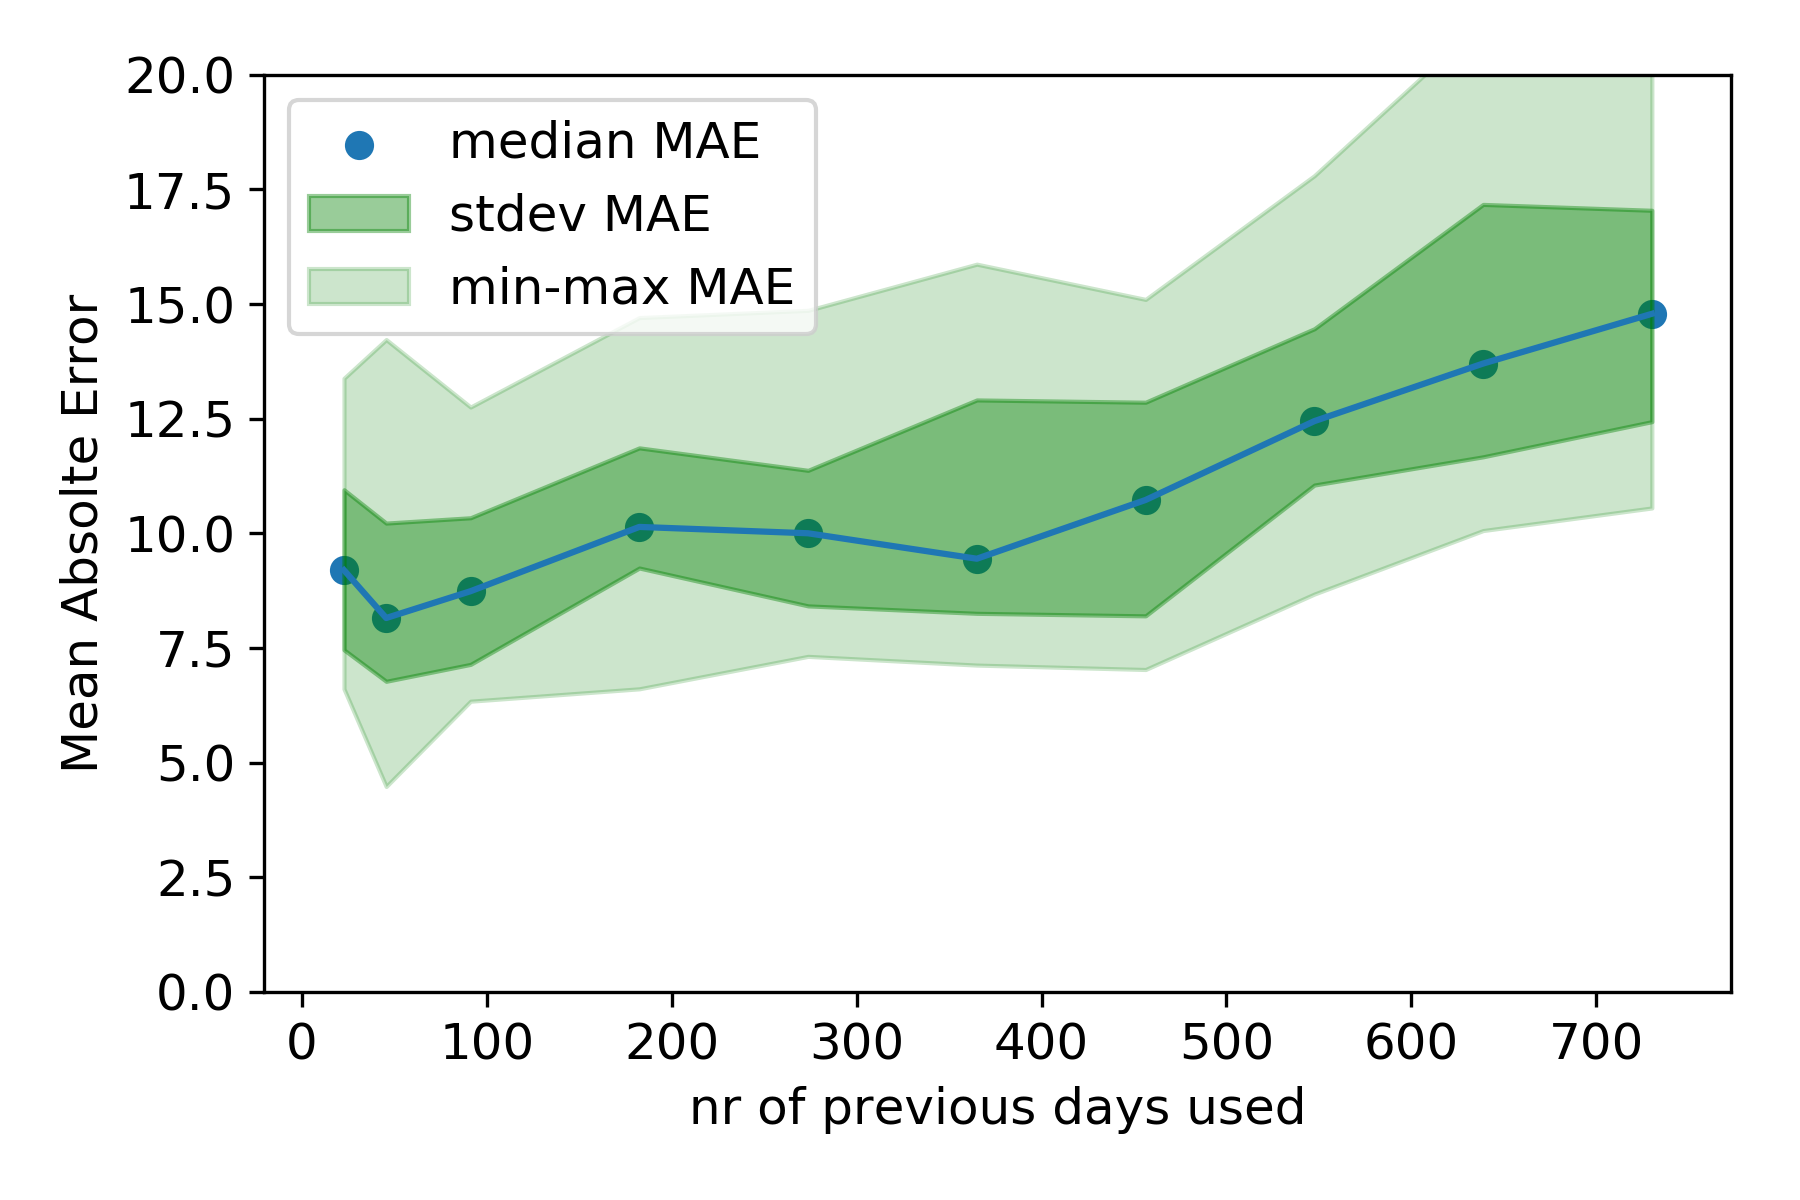 median MAE
stdev MAE
min-max MAE
20.0
17.5
15.0
12.5
10.0
7.5
5.0
2.5
0.0
Mean Absolte Error
0 100 200 300 400 500 600 700
nr of previous days used